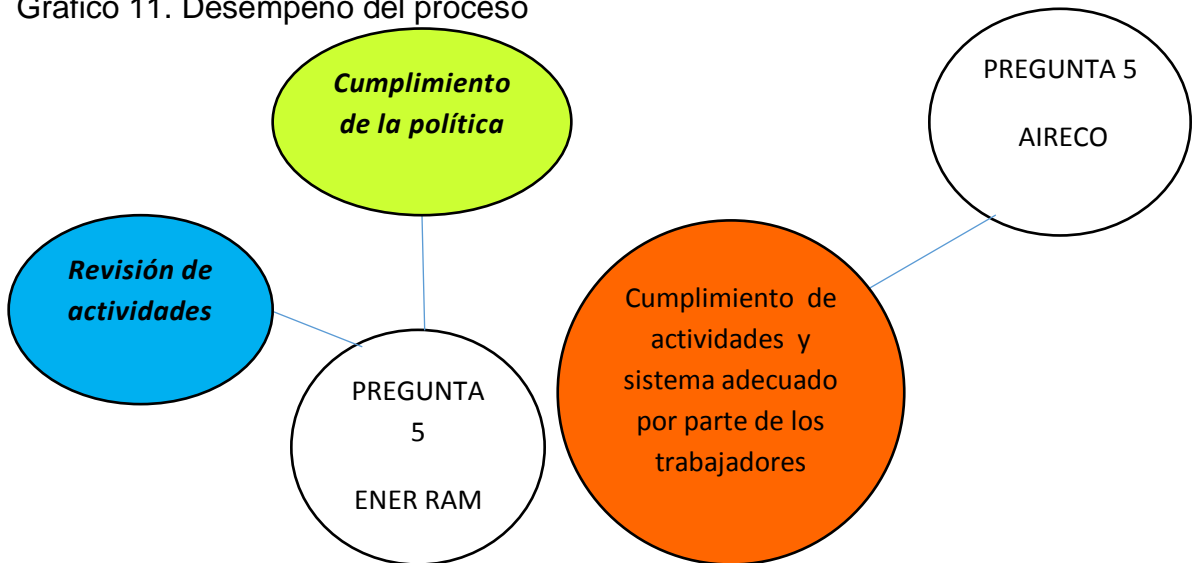 Gráfico 11. Desempeño del proceso
Cumplimiento
de la política
PREGUNTA 5
AIRECO
Revisión de
actividades
Cumplimiento de
actividades y
sistema adecuado
por parte de los
trabajadores
PREGUNTA
5
ENER RAM